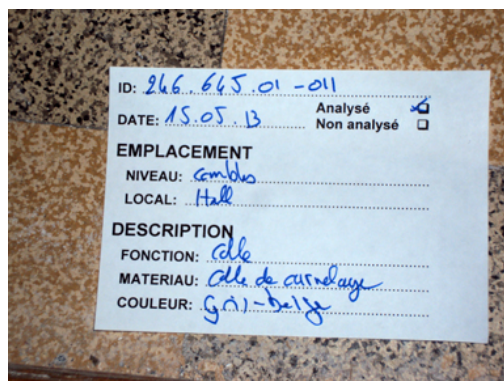 ID: 246.645.01-011
Analysé
DATE: 15.05.13
Non analysé
EMPLACEMENT
NIVEAU: combles
LOCAL: Hall
DESCRIPTION
FONCTION: colle
MATERIAU: colle de carrelage
COULEUR: Gris-beige